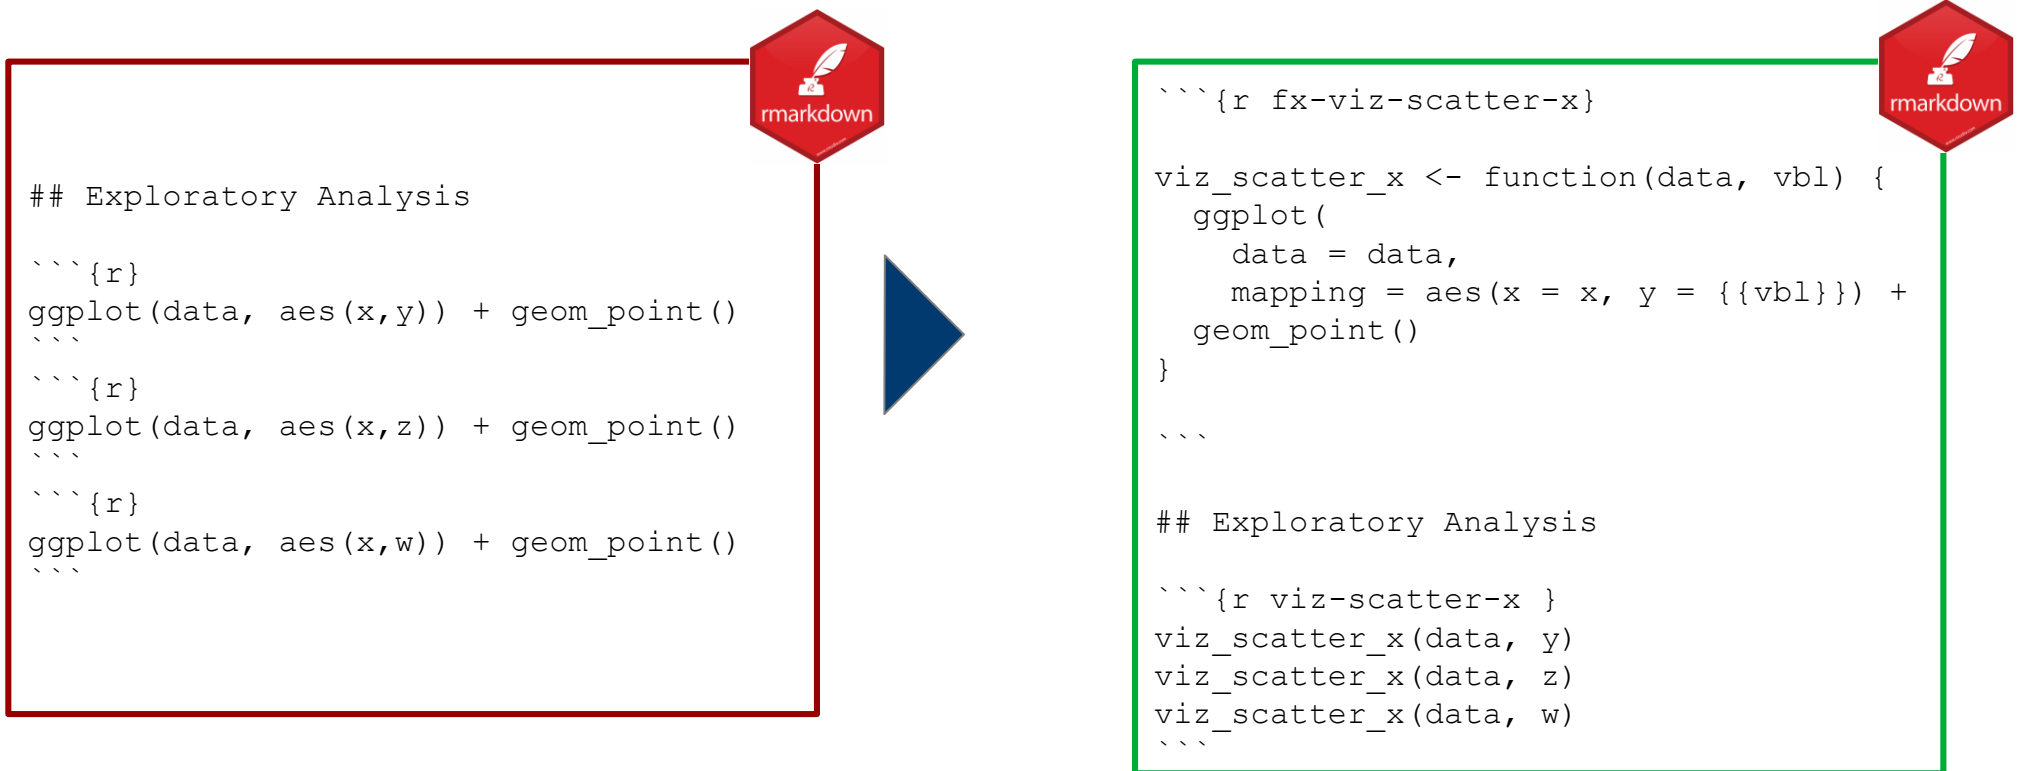 rmarkdown
## Exploratory Analysis
```{r}
ggplot(data, aes(x,y)) + geom_point()
```
```{r}
ggplot(data, aes(x,z)) + geom_point()
```
```{r}
ggplot(data, aes(x,w)) + geom_point()
```
rmarkdown
```{r fx-viz-scatter-x}
viz_scatter_x <- function(data, vbl) {
  ggplot(
    data = data,
    mapping = aes(x = x, y = {{vbl}}) +
  geom_point()
}
```
## Exploratory Analysis
```{r viz-scatter-x }
viz_scatter_x(data, y)
viz_scatter_x(data, z)
viz_scatter_x(data, w)
```